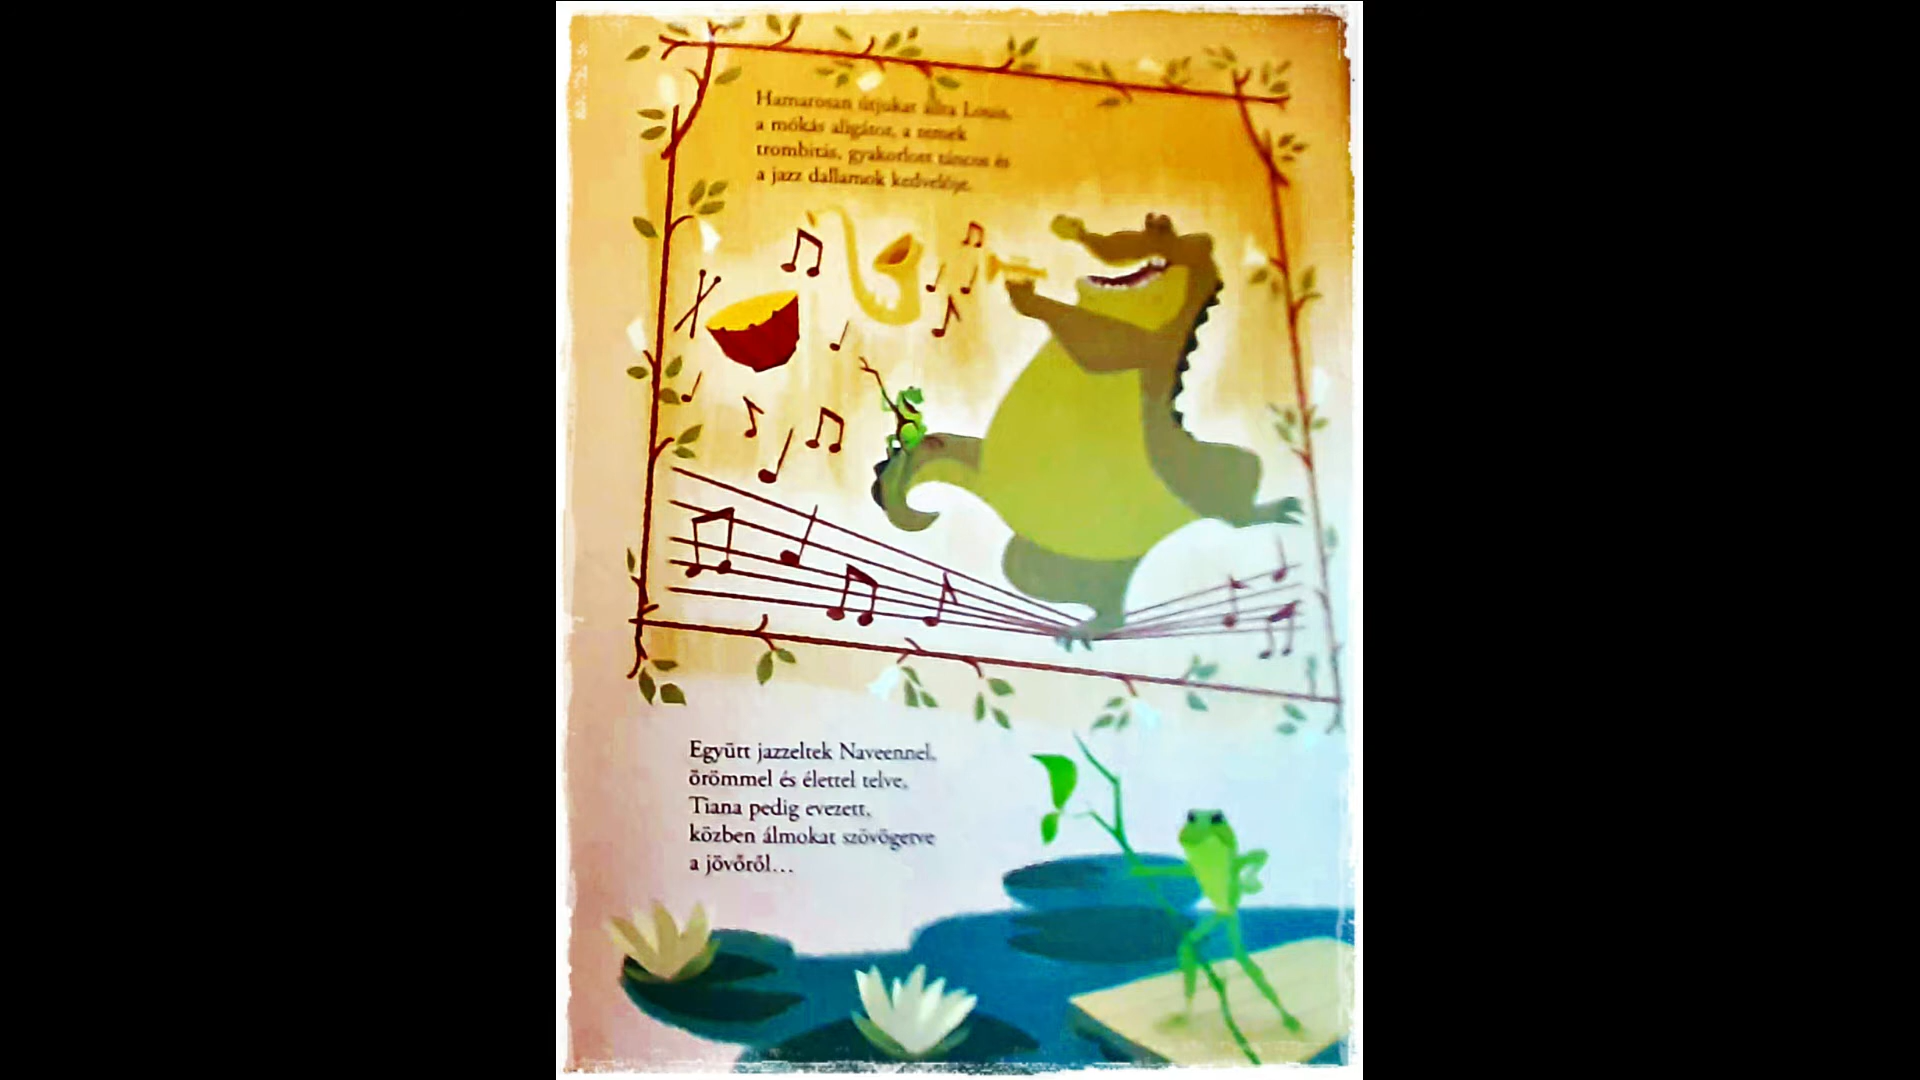 Hamarosan útjukat állta Louis,
a mókás aligátor, a remek
trombitás, gyakorlott táncos és
a jazz dallamok kedvelője.
Együtt jazzeltek Naveennel,
örömmel és élettel telve,
Tiana pedig evezett,
közben álmokat szövögetve
a jövőről…